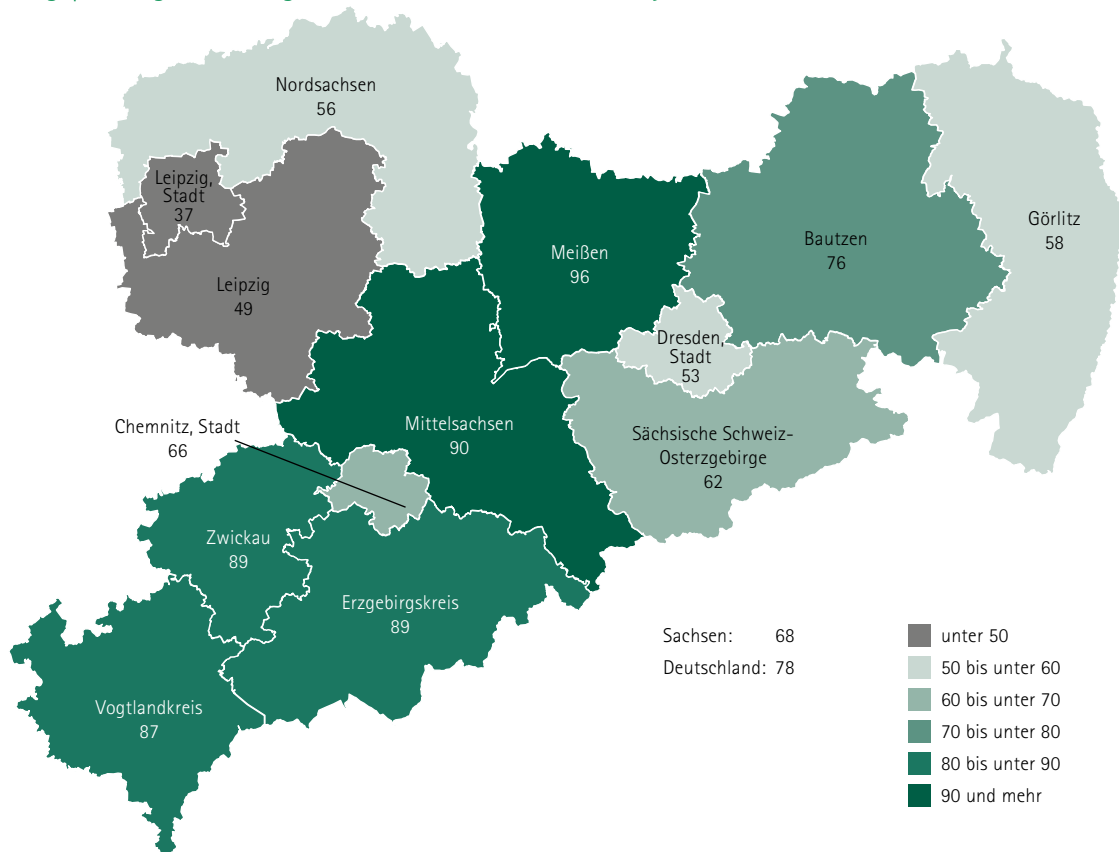 Nordsachsen
56
Leipzig,
Stadt
37
Leipzig
49
Meißen
96
Bautzen
76
Görlitz
58
Dresden,
Stadt
53
Chemnitz, Stadt
66
Mittelsachsen
90
Sächsische Schweiz-
Osterzgebirge
62
Zwickau
89
Erzgebirgskreis
89
Vogtlandkreis
87
Sachsen: 68
Deutschland: 78
unter 50
50 bis unter 60
60 bis unter 70
70 bis unter 80
80 bis unter 90
90 und mehr